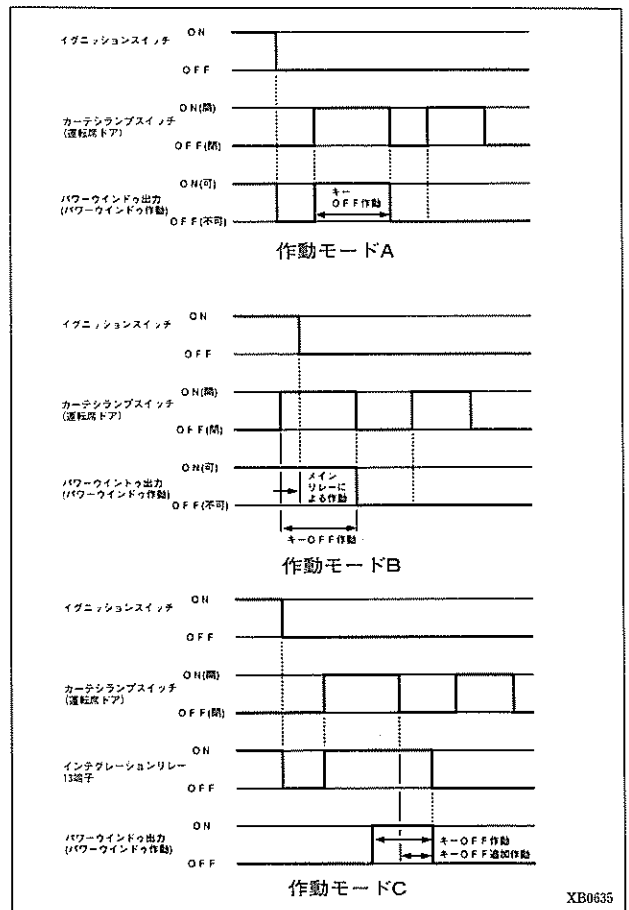 ON
イグニッションスイッチ
OFF
ON(開)
カーテシランプスイッチ
(運転席ドア)
OFF(閉)
ON(可)
キー
OFF作動
パワーウインドゥ出力
(パワーウインドゥ作動)
OFF(不可)
作動モードA
ON
イグニッションスイッチ
OFF
ON(開)
カーテシランプスイッチ
(運転席ドア)
OFF(閉)
ON(可)
メイン
リレーに
よる作動
パワーウインドゥ出力
(パワーウインドゥ作動)
OFF(不可)
キーOFF作動
作動モードB
ON
イグニッションスイッチ
OFF
ON(開)
カーテシランプスイッチ
(運転席ドア)
OFF(閉)
ON
インテグレーションリレー
13端子
OFF
ON
パワーウインドゥ出力
(パワーウインドゥ作動)
キーOFF作動
キーOFF追加作動
OFF
作動モードC
XB0635